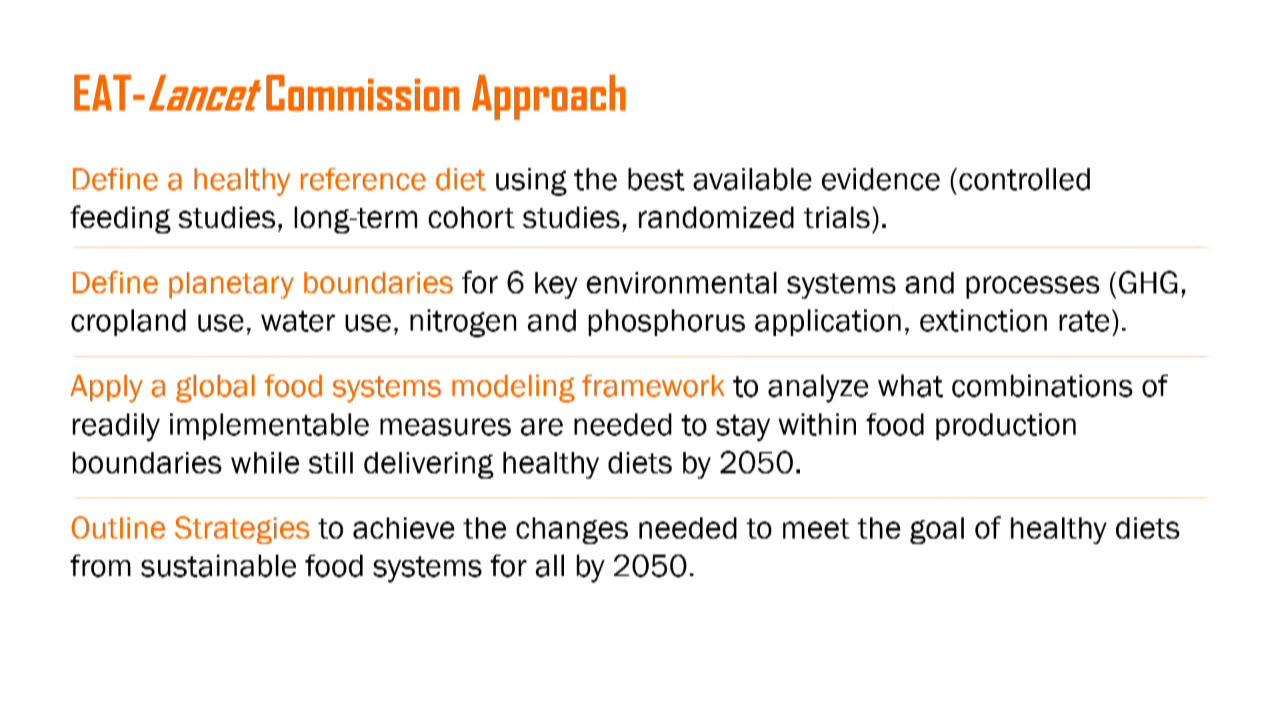 EAT-Lancet Commission Approach
Define a healthy reference diet using the best available evidence (controlled
feeding studies, long-term cohort studies, randomized trials).
Define planetary boundaries for 6 key environmental systems and processes (GHG,
cropland use, water use, nitrogen and phosphorus application, extinction rate).
Apply a global food systems modeling framework to analyze what combinations of
readily implementable measures are needed to stay within food production
boundaries while still delivering healthy diets by 2050.
Outline Strategies to achieve the changes needed to meet the goal of healthy diets
from sustainable food systems for all by 2050.